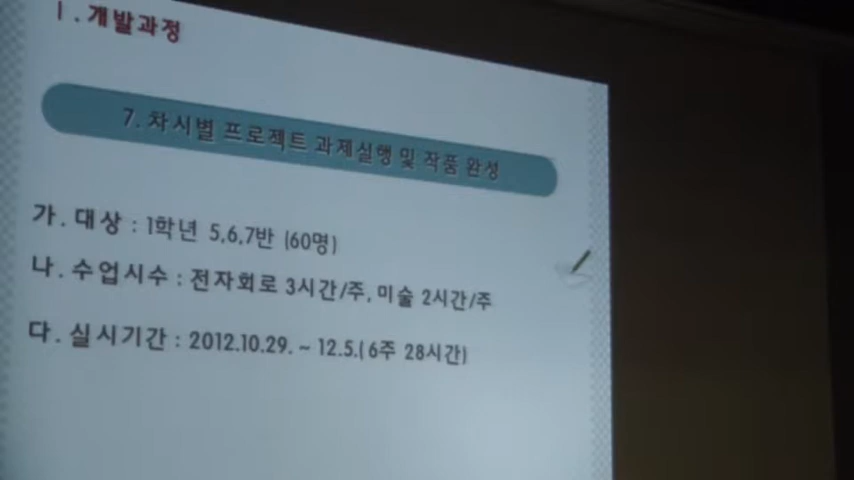 Ⅰ. 개발과정
7. 차시별 프로젝트 과제실행 및 작품 완성
가. 대상 : 1학년 5,6,7반 (60명)
나. 수업시수 : 전자회로 3시간/주, 미술 2시간/주
다. 실시기간 : 2012.10.29. ~ 12.5.( 6주 28시간)